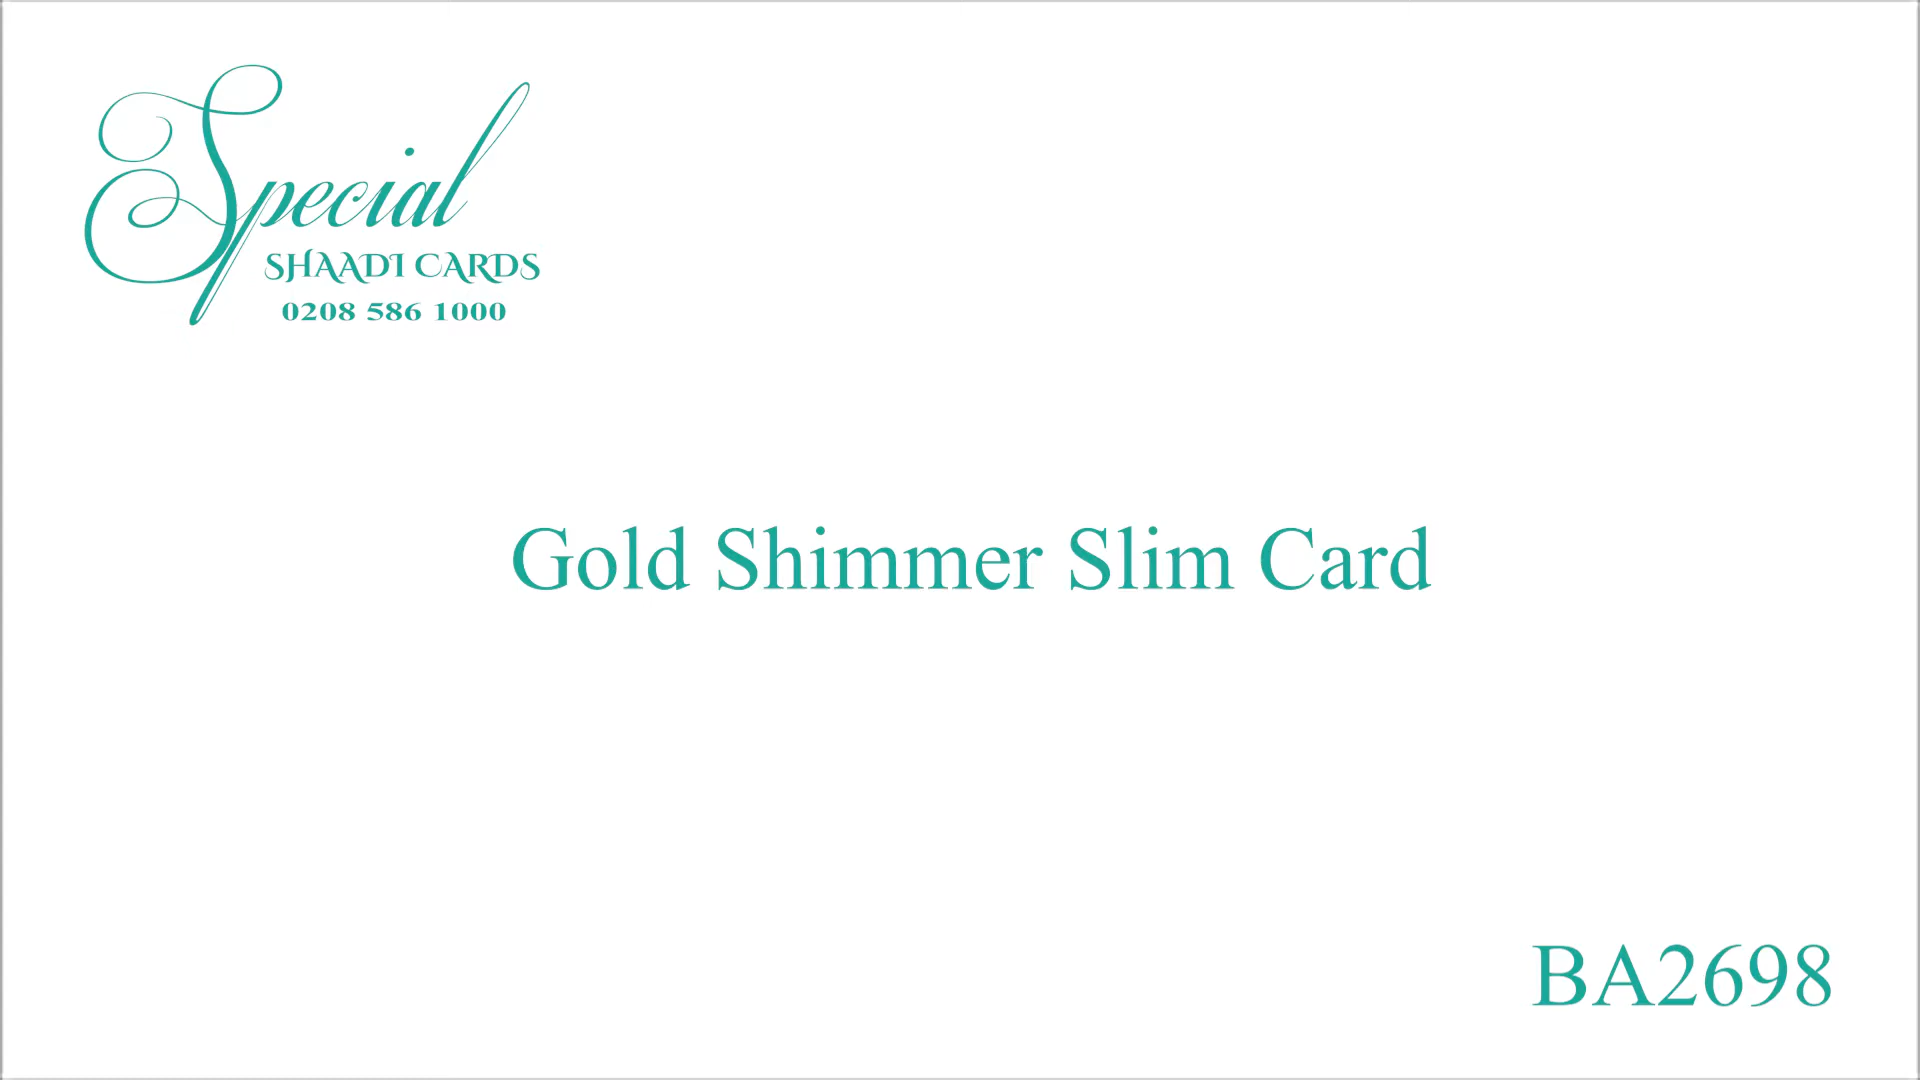 Special
SHAADI CARDS
0208 586 1000
Gold Shimmer Slim Card
BA2698